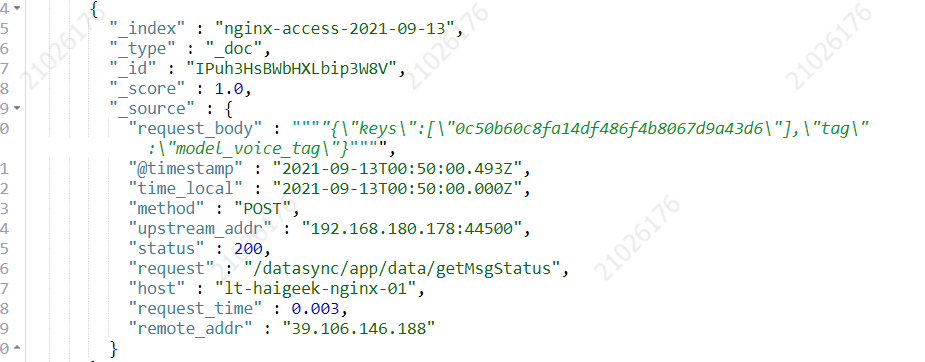 4 {
5 "_index" : "nginx-access-2021-09-13",
6 "_type" : "_doc",
7 "_id" : "IPuh3HsBWbHXLbip3W8V",
8 "_score" : 1.0,
9 "_source" : {
0 "request_body" : """"{\"keys\":[\"0c50b60c8fa14df486f4b8067d9a43d6\"],\"tag\"
:\"model_voice_tag\"}"""",
1 "@timestamp" : "2021-09-13T00:50:00.493Z",
2 "time_local" : "2021-09-13T00:50:00.000Z",
3 "method" : "POST",
4 "upstream_addr" : "192.168.180.178:44500",
5 "status" : 200,
6 "request" : "/datasync/app/data/getMsgStatus",
7 "host" : "lt-haigeek-nginx-01",
8 "request_time" : 0.003,
9 "remote_addr" : "39.106.146.188"
0 }
21026176
21026176
21026176
21026176
21026176